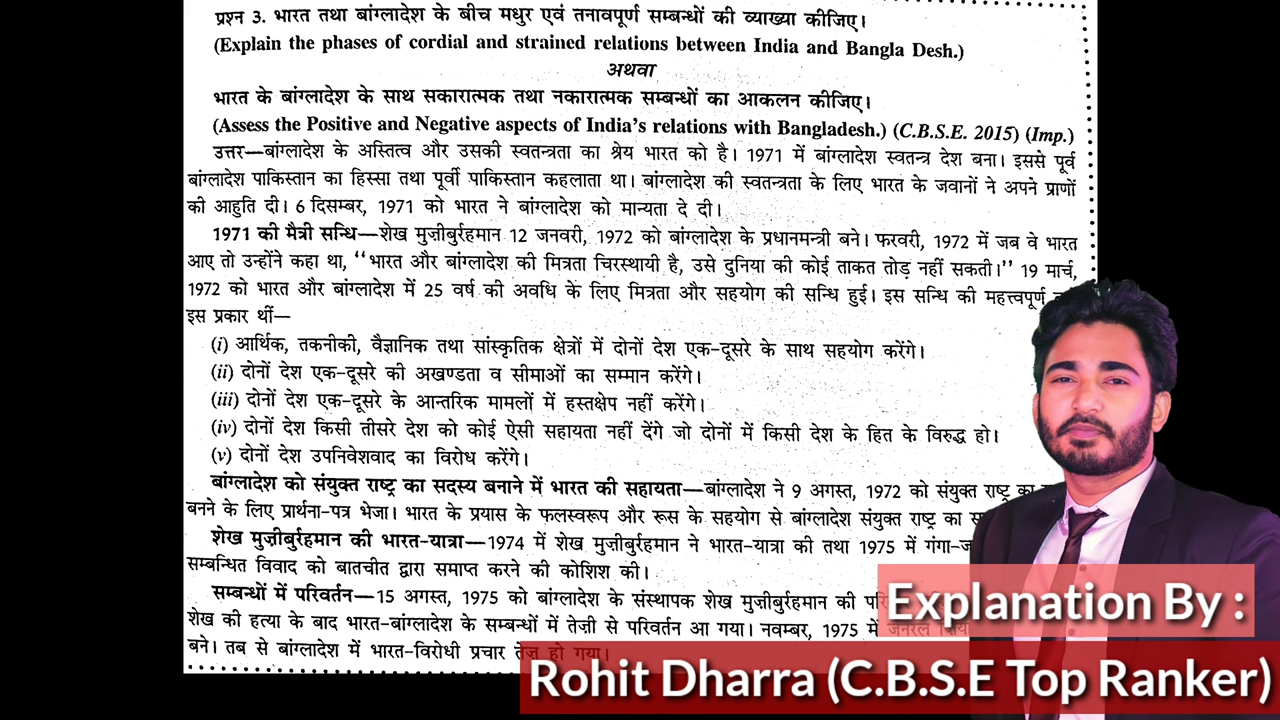 प्रश्न 3. भारत तथा बांग्लादेश के बीच मधुर एवं तनावपूर्ण सम्बन्धों की व्याख्या कीजिए।
(Explain the phases of cordial and strained relations between India and Bangla Desh.)
अथवा
भारत के बांग्लादेश के साथ सकारात्मक तथा नकारात्मक सम्बन्धों का आकलन कीजिए।
(Assess the Positive and Negative aspects of India's relations with Bangladesh.) (C.B.S.E. 2015) (Imp.)
उत्तर—बांग्लादेश के अस्तित्व और उसकी स्वतन्त्रता का श्रेय भारत को है। 1971 में बांग्लादेश स्वतन्त्र देश बना। इससे पूर्व
बांग्लादेश पाकिस्तान का हिस्सा तथा पूर्वी पाकिस्तान कहलाता था। बांग्लादेश की स्वतन्त्रता के लिए भारत के जवानों ने अपने प्राणों
की आहुति दी। 6 दिसम्बर, 1971 को भारत ने बांग्लादेश को मान्यता दे दी।
1971 की मैत्री सन्धि—शेख मुज़ीबुर्रहमान 12 जनवरी, 1972 को बांग्लादेश के प्रधानमन्त्री बने। फरवरी, 1972 में जब वे भारत
आए तो उन्होंने कहा था, "भारत और बांग्लादेश की मित्रता चिरस्थायी है, उसे दुनिया की कोई ताकत तोड़ नहीं सकती।" 19 मार्च,
1972 को भारत और बांग्लादेश में 25 वर्ष की अवधि के लिए मित्रता और सहयोग की सन्धि हुई। इस सन्धि की महत्त्वपूर्ण
इस प्रकार थीं—
(i) आर्थिक, तकनीकी, वैज्ञानिक तथा सांस्कृतिक क्षेत्रों में दोनों देश एक-दूसरे के साथ सहयोग करेंगे।
(ii) दोनों देश एक-दूसरे की अखण्डता व सीमाओं का सम्मान करेंगे।
(iii) दोनों देश एक-दूसरे के आन्तरिक मामलों में हस्तक्षेप नहीं करेंगे।
(iv) दोनों देश किसी तीसरे देश को कोई ऐसी सहायता नहीं देंगे जो दोनों में किसी देश के हित के विरुद्ध हो।
(v) दोनों देश उपनिवेशवाद का विरोध करेंगे।
बांग्लादेश को संयुक्त राष्ट्र का सदस्य बनाने में भारत की सहायता—बांग्लादेश ने 9 अगस्त, 1972 को संयुक्त राष्ट्र का
बनने के लिए प्रार्थना-पत्र भेजा। भारत के प्रयास के फलस्वरूप और रूस के सहयोग से बांग्लादेश संयुक्त राष्ट्र का
शेख मुज़ीबुर्रहमान की भारत-यात्रा—1974 में शेख मुज़ीबुर्रहमान ने भारत-यात्रा की तथा 1975 में
सम्बन्धित विवाद को बातचीत द्वारा समाप्त करने की कोशिश की।
सम्बन्धों में परिवर्तन—15 अगस्त, 1975 को बांग्लादेश के संस्थापक शेख मुज़ीबुर्रहमान की
शेख की हत्या के बाद भारत-बांग्लादेश के सम्बन्धों में तेज़ी से परिवर्तन आ गया। नवम्बर, 1975 में जनरल
बने। तब से बांग्लादेश में भारत-विरोधी प्रचार तेज़ हो गया।
Explanation By :
Rohit Dharra (C.B.S.E Top Ranker)